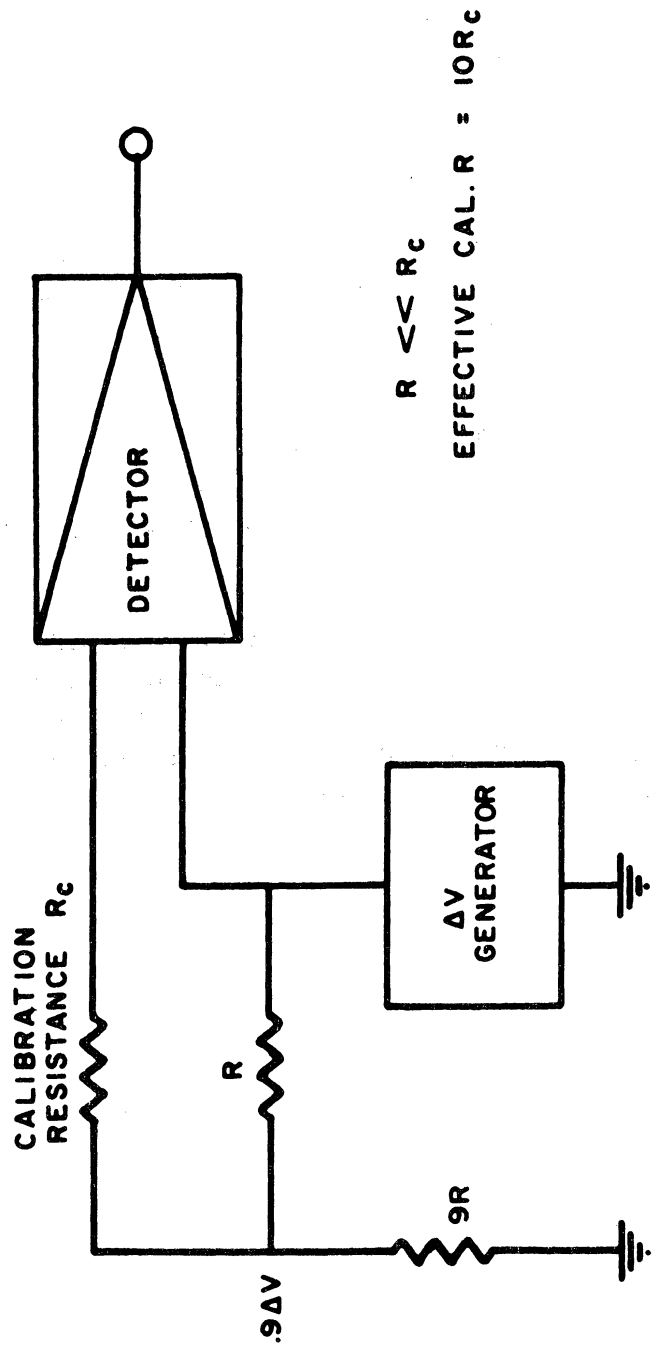 CALIBRATION
RESISTANCE Rc
DETECTOR
R
ΔV
GENERATOR
9R
.9ΔV
R << Rc
EFFECTIVE CAL. R = 10Rc